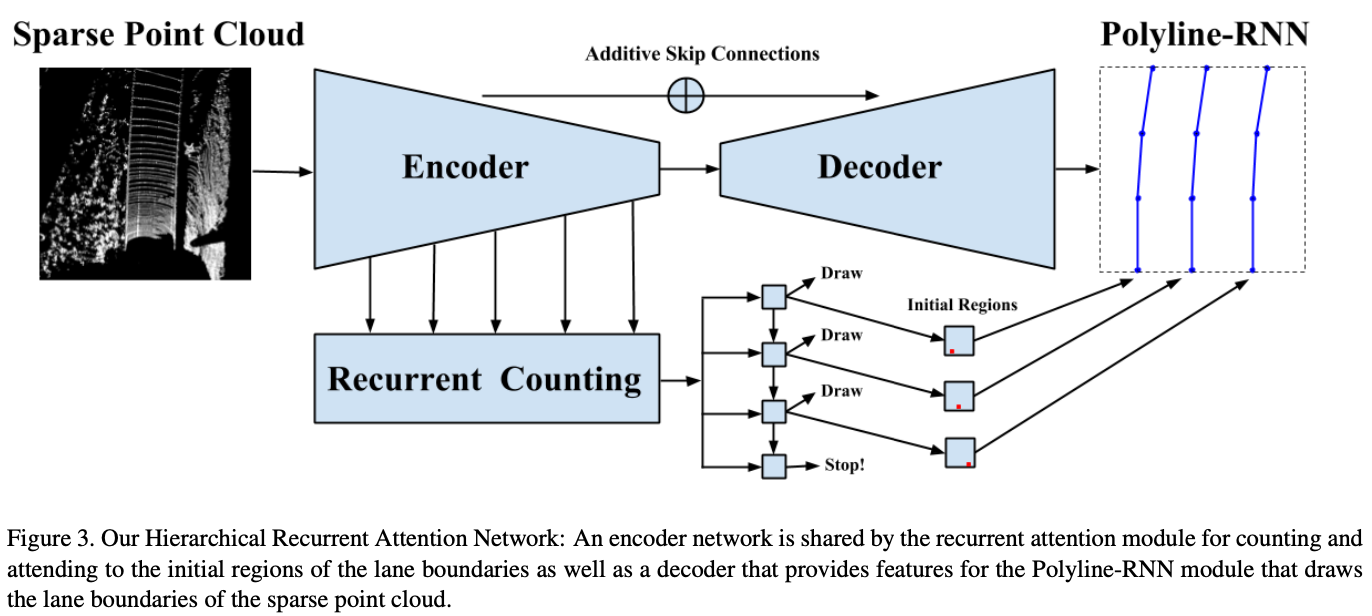 Sparse Point Cloud
Additive Skip Connections
Polyline-RNN
Encoder
Decoder
Draw
Initial Regions
Draw
Recurrent Counting
Draw
Stop!
Figure 3. Our Hierarchical Recurrent Attention Network: An encoder network is shared by the recurrent attention module for counting and
attending to the initial regions of the lane boundaries as well as a decoder that provides features for the Polyline-RNN module that draws
the lane boundaries of the sparse point cloud.